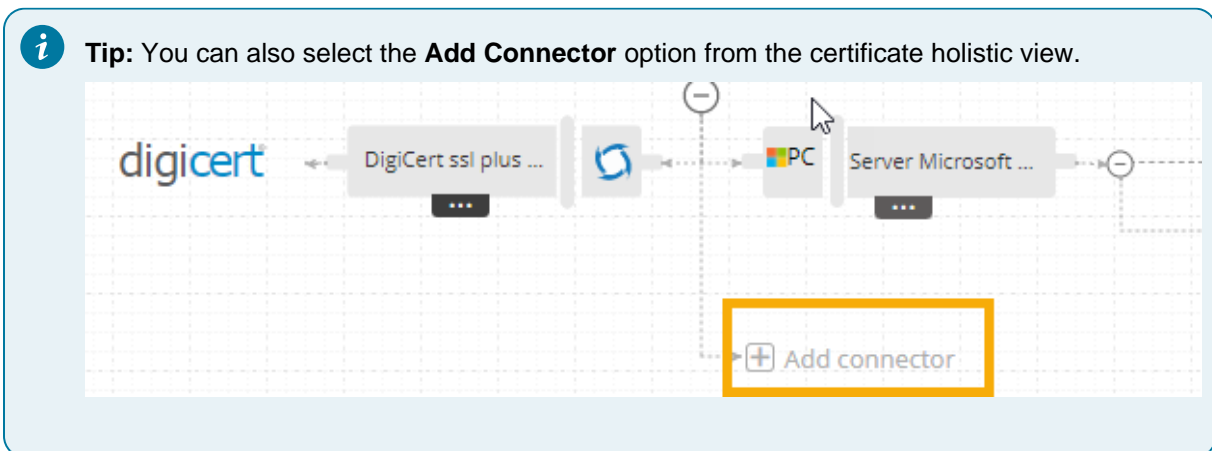 Tip: You can also select the Add Connector option from the certificate holistic view.
digicert DigiCert ssl plus ... PC Server Microsoft ...
... ...
Add connector